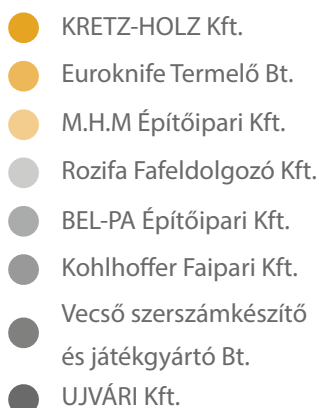 KRETZ-HOLZ Kft.
Euroknife Termelő Bt.
M.H.M Építőipari Kft.
Rozifa Fafeldolgozó Kft.
BEL-PA Építőipari Kft.
Kohlhoffer Faipari Kft.
Vecső szerszámkészítő
és játékgyártó Bt.
UJVÁRI Kft.